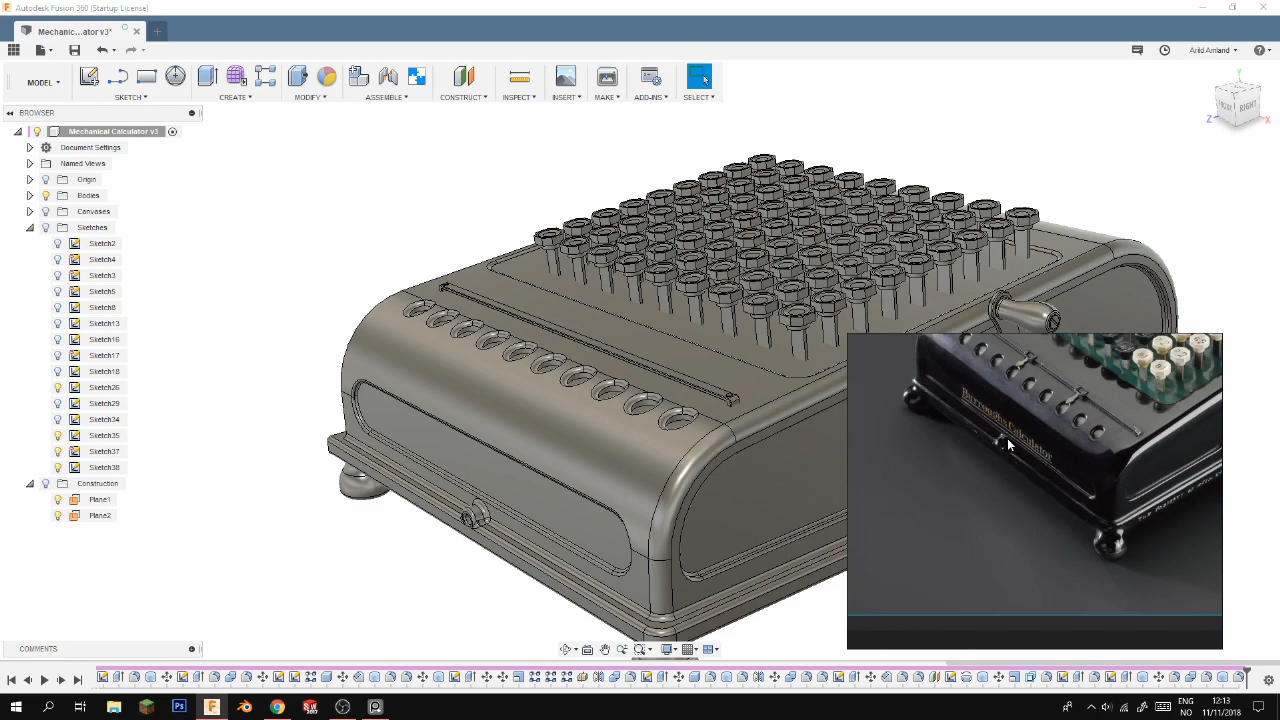 Autodesk Fusion 360 (Startup License)
Mechanic...ator v3*
Arild Amland
MODEL
SKETCH
CREATE
MODIFY
ASSEMBLE
CONSTRUCT
INSPECT
INSERT
MAKE
ADD-INS
SELECT
BROWSER
Mechanical Calculator v3
Document Settings
Named Views
Origin
Bodies
Canvases
Sketches
Sketch2
Sketch4
Sketch3
Sketch5
Sketch8
Sketch13
Sketch16
Sketch17
Sketch18
Sketch26
Sketch29
Sketch34
Sketch35
Sketch37
Sketch38
Construction
Plane1
Plane2
Y
RIGHT
Z
X
Burroughs Calculator
COMMENTS
ENG
NO
12:13
11/11/2018